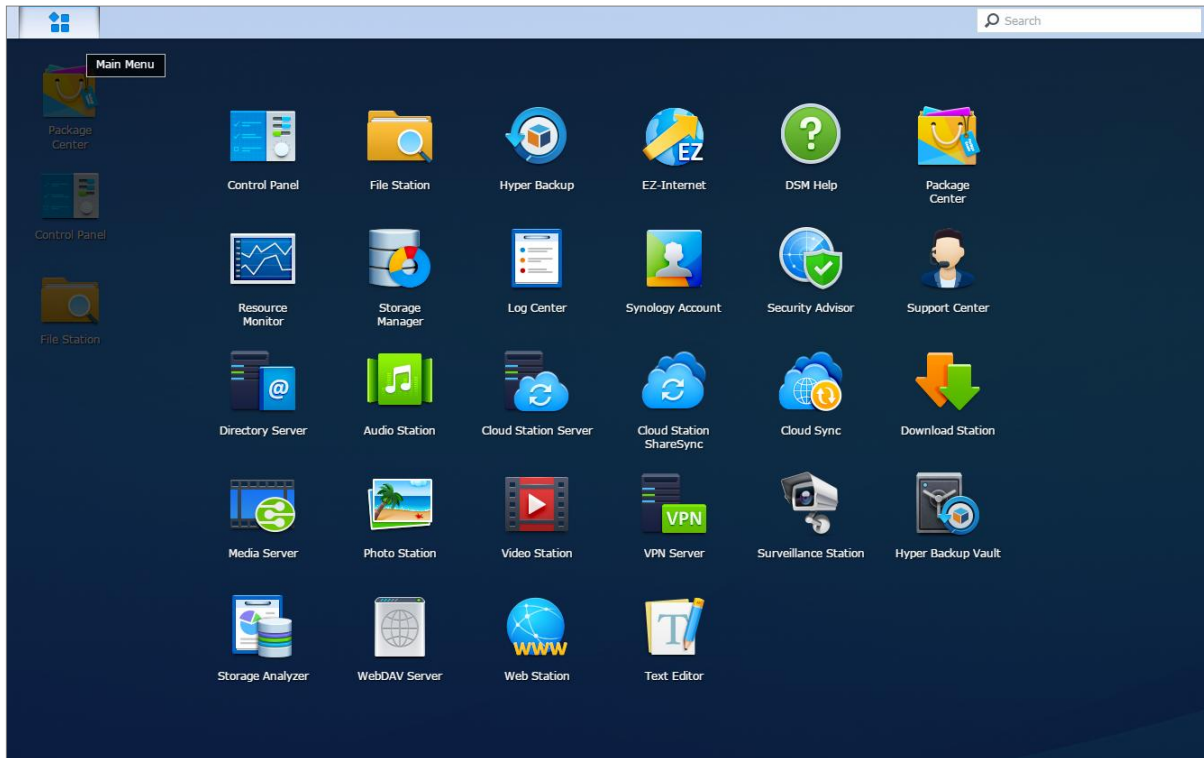 Search
Main Menu
Package
Center
Control Panel
File Station
EZ
Control Panel
File Station
Hyper Backup
EZ-Internet
DSM Help
Package
Center
Resource
Monitor
Storage
Manager
Log Center
Synology Account
Security Advisor
Support Center
@
Directory Server
Audio Station
Cloud Station Server
Cloud Station
ShareSync
Cloud Sync
Download Station
VPN
Media Server
Photo Station
Video Station
VPN Server
Surveillance Station
Hyper Backup Vault
WWW
T
Storage Analyzer
WebDAV Server
Web Station
Text Editor